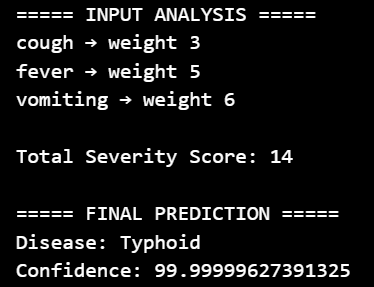 ===== INPUT ANALYSIS =====
cough → weight 3
fever → weight 5
vomiting → weight 6
Total Severity Score: 14
===== FINAL PREDICTION =====
Disease: Typhoid
Confidence: 99.99999627391325